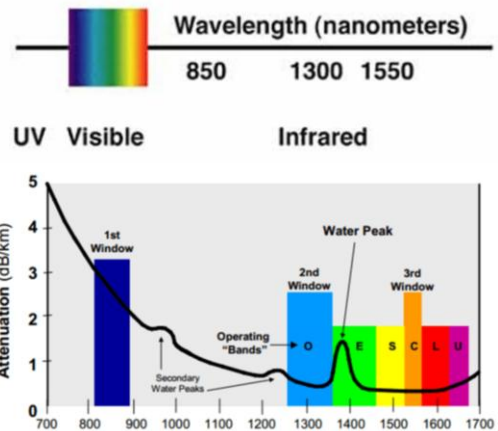 Wavelength (nanometers)
850 1300 1550
UV Visible Infrared
Attenuation (dB/km)
5
4
3
2
1
0
1st
Window
Water Peak
2nd
Window
3rd
Window
Operating
"Bands"
O E S C L U
Secondary
Water Peaks
700 800 900 1000 1100 1200 1300 1400 1500 1600 1700